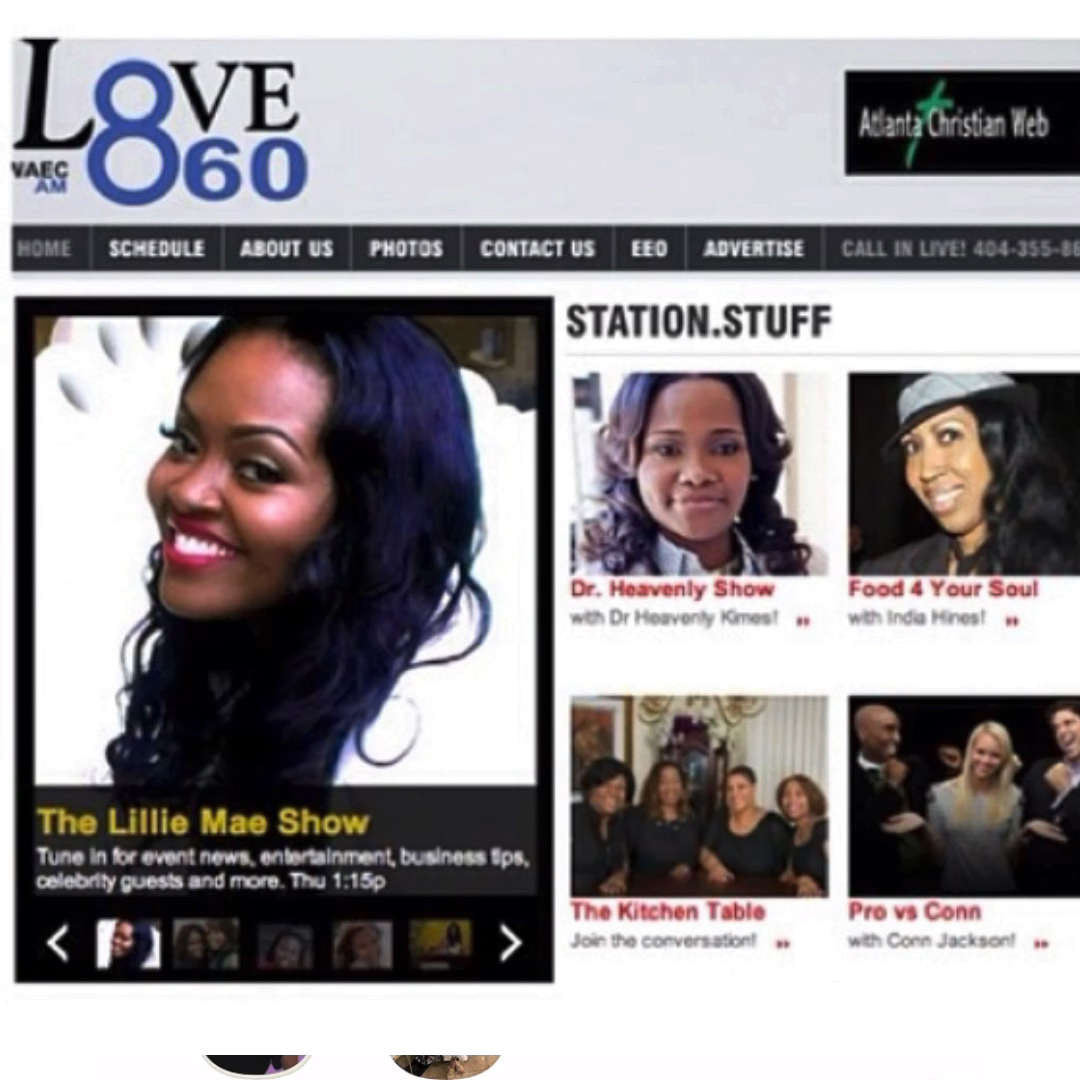 LOVE
860
WAEC
AM
Atlanta Christian Web
HOME
SCHEDULE
ABOUT US
PHOTOS
CONTACT US
EEO
ADVERTISE
CALL IN LIVE! 404-355-86
STATION.STUFF
Dr. Heavenly Show
with Dr Heavenly Kimes!
Food 4 Your Soul
with India Hines!
The Lillie Mae Show
Tune in for event news, entertainment, business tips,
celebrity guests and more. Thu 1:15p
The Kitchen Table
Join the conversation!
Pro vs Conn
with Conn Jackson!